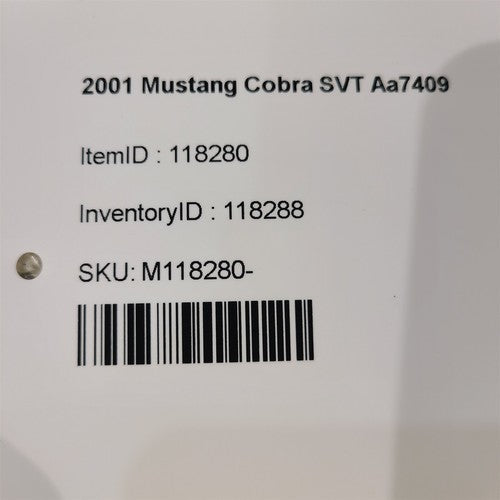 2001 Mustang Cobra SVT Aa7409
ItemID : 118280
InventoryID : 118288
SKU: M118280-